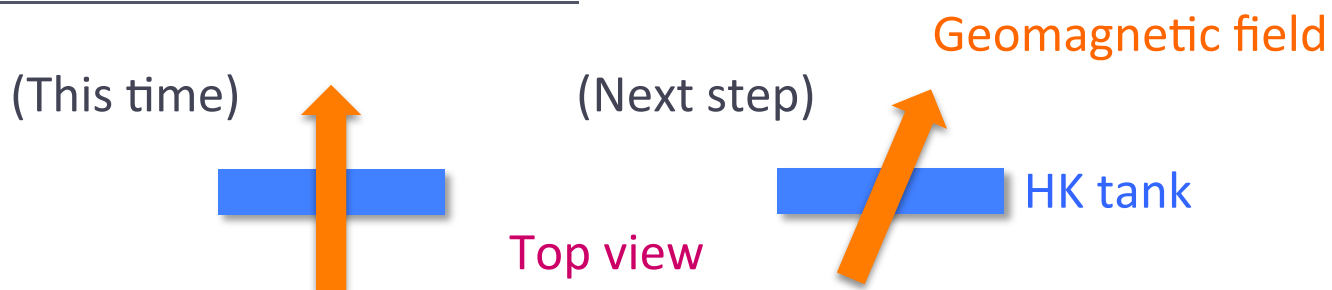 Geomagnetic field
(This time)
(Next step)
HK tank
Top view